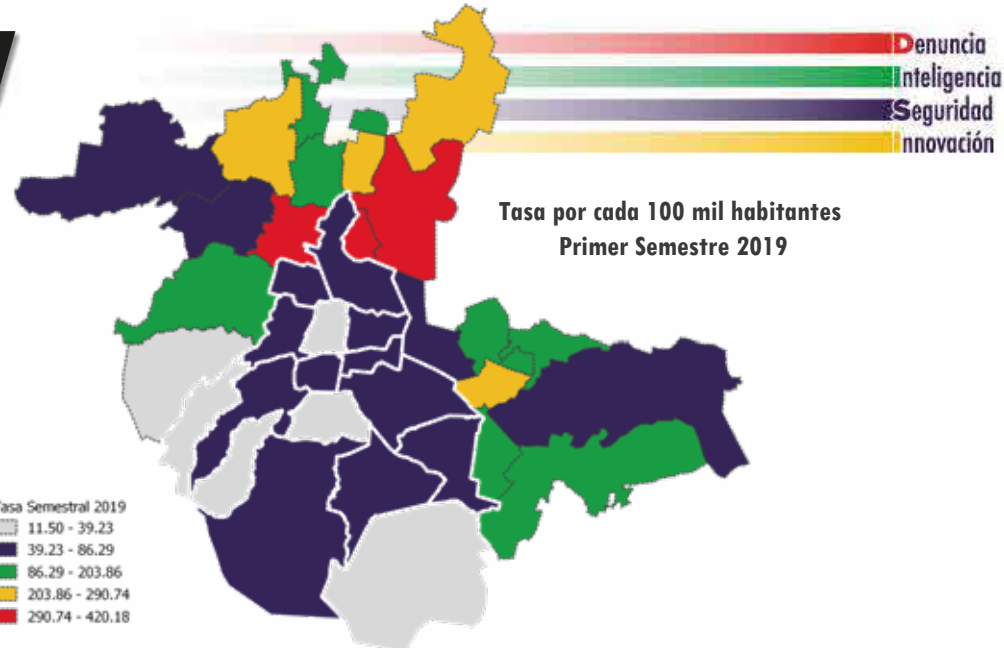 Denuncia
Inteligencia
Seguridad
Innovación
Tasa por cada 100 mil habitantes
Primer Semestre 2019
Tasa Semestral 2019
11.50 - 39.23
39.23 - 86.29
86.29 - 203.86
203.86 - 290.74
290.74 - 420.18